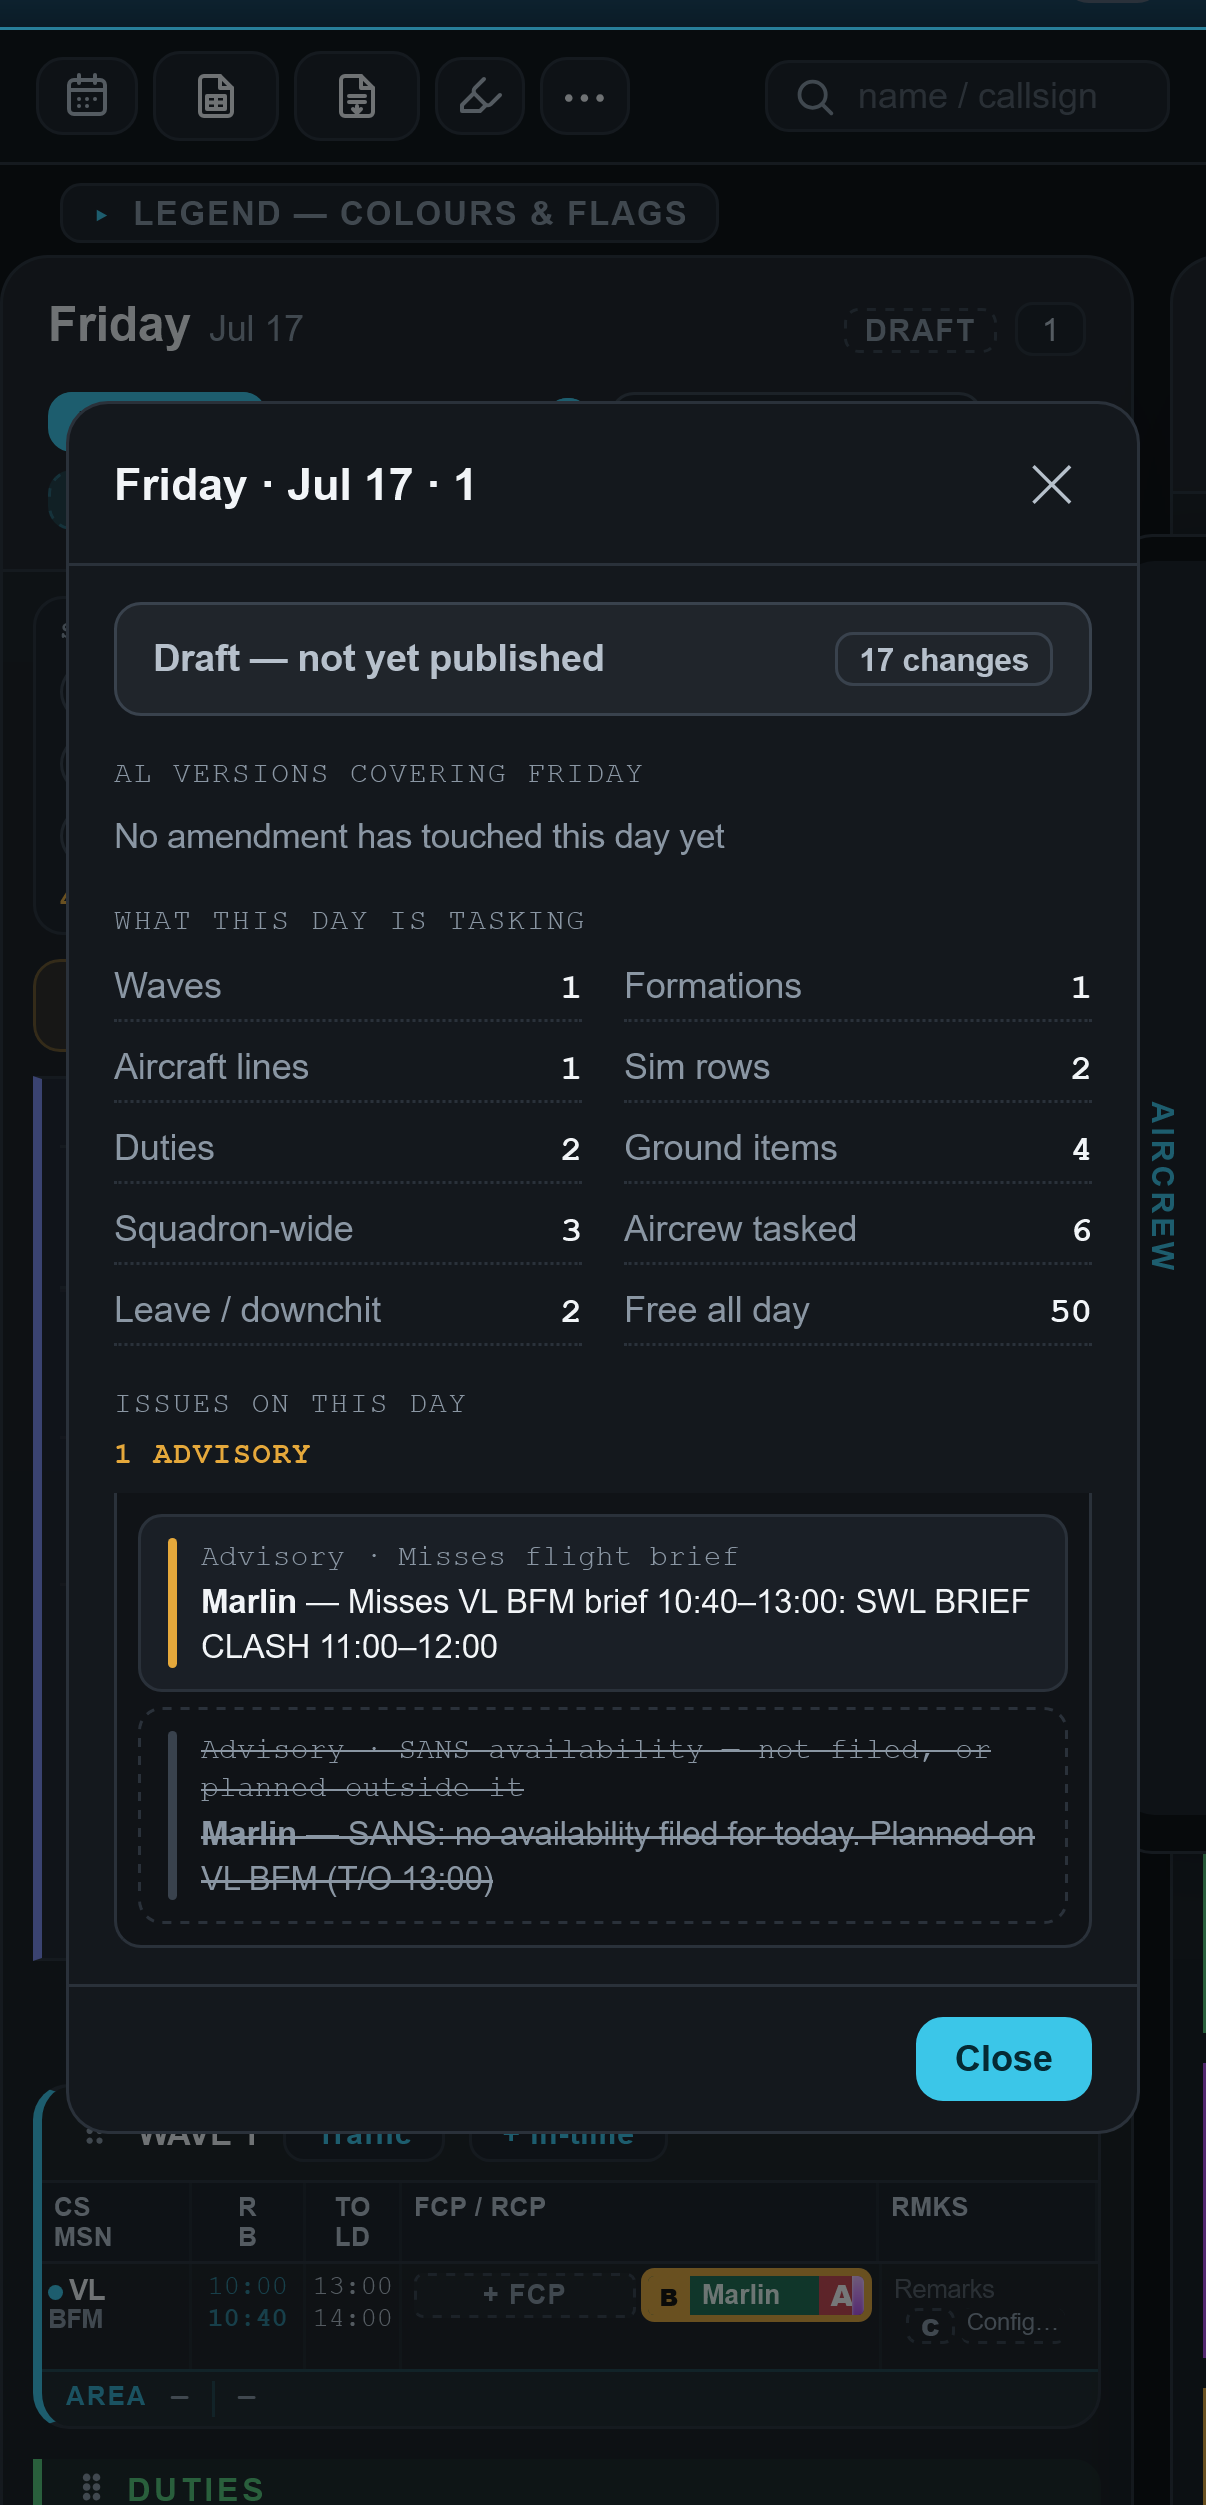 name / callsign
LEGEND — COLOURS & FLAGS
Friday Jul 17
DRAFT 1
Friday · Jul 17 · 1
Draft — not yet published
17 changes
AL VERSIONS COVERING FRIDAY
No amendment has touched this day yet
WHAT THIS DAY IS TASKING
Waves 1 Formations 1
Aircraft lines 1 Sim rows 2
Duties 2 Ground items 4
Squadron-wide 3 Aircrew tasked 6
Leave / downchit 2 Free all day 50
AIRCREW
ISSUES ON THIS DAY
1 ADVISORY
Advisory · Misses flight brief
Marlin — Misses VL BFM brief 10:40–13:00: SWL BRIEF
CLASH 11:00–12:00
Advisory · SANS availability — not filed, or
planned outside it
Marlin — SANS: no availability filed for today. Planned on
VL BFM (T/O 13:00)
Close
WAVE 1 Traffic + In-time
CS R TO FCP / RCP RMKS
MSN B LD
VL 10:00 13:00 + FCP B Marlin A Remarks
BFM 10:40 14:00 C Config...
AREA — —
DUTIES